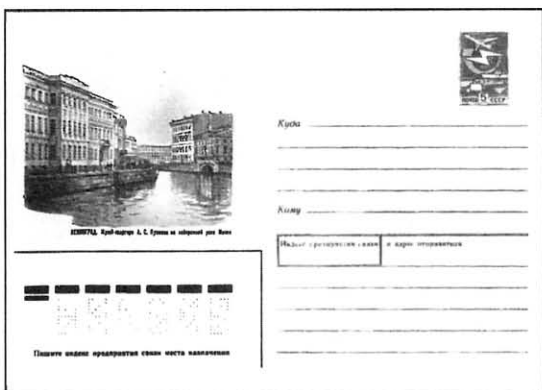 ПОЧТА СССР
5
Куда
ЛЕНИНГРАД. Музей-квартира А. С. Пушкина на набережной реки Мойки
Кому
Индекс предприятия связи и адрес отправителя
Пишите индекс предприятия связи места назначения